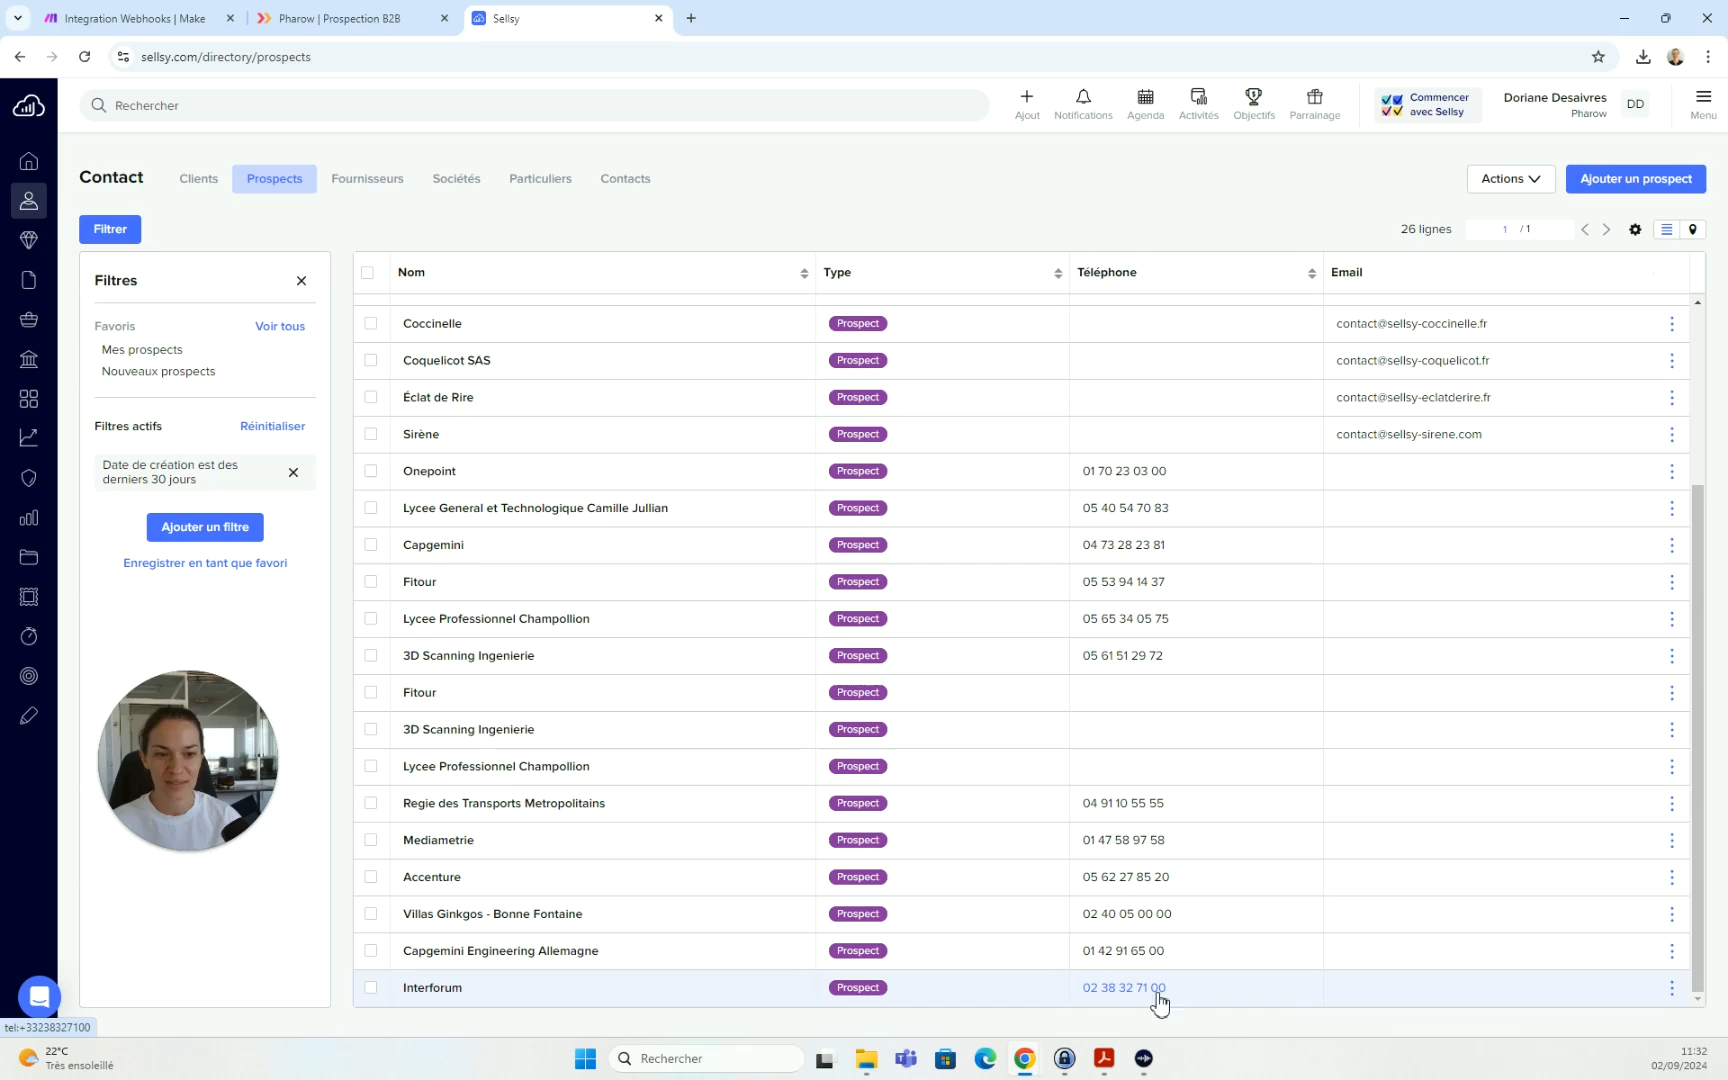 Integration Webhooks | Make
Pharow | Prospection B2B
Sellsy
sellsy.com/directory/prospects
Rechercher
Ajout
Notifications
Agenda
Activités
Objectifs
Parrainage
Commencer
avec Sellsy
Doriane Desaivres
Pharow
DD
Menu
Contact
Clients
Prospects
Fournisseurs
Sociétés
Particuliers
Contacts
Actions
Ajouter un prospect
Filtrer
26 lignes
1 / 1
Filtres
Favoris
Voir tous
Mes prospects
Nouveaux prospects
Filtres actifs
Réinitialiser
Date de création est des
derniers 30 jours
Ajouter un filtre
Enregistrer en tant que favori
Nom Type Téléphone Email
Coccinelle Prospect contact@sellsy-coccinelle.fr
Coquelicot SAS Prospect contact@sellsy-coquelicot.fr
Éclat de Rire Prospect contact@sellsy-eclatderire.fr
Sirène Prospect contact@sellsy-sirene.com
Onepoint Prospect 01 70 23 03 00
Lycee General et Technologique Camille Jullian Prospect 05 40 54 70 83
Capgemini Prospect 04 73 28 23 81
Fitour Prospect 05 53 94 14 37
Lycee Professionnel Champollion Prospect 05 65 34 05 75
3D Scanning Ingenierie Prospect 05 61 51 29 72
Fitour Prospect
3D Scanning Ingenierie Prospect
Lycee Professionnel Champollion Prospect
Regie des Transports Metropolitains Prospect 04 91 10 55 55
Mediametrie Prospect 01 47 58 97 58
Accenture Prospect 05 62 27 85 20
Villas Ginkgos - Bonne Fontaine Prospect 02 40 05 00 00
Capgemini Engineering Allemagne Prospect 01 42 91 65 00
Interforum Prospect 02 38 32 71 00
tel:+33238327100
22°C
Très ensoleillé
Rechercher
11:32
02/09/2024